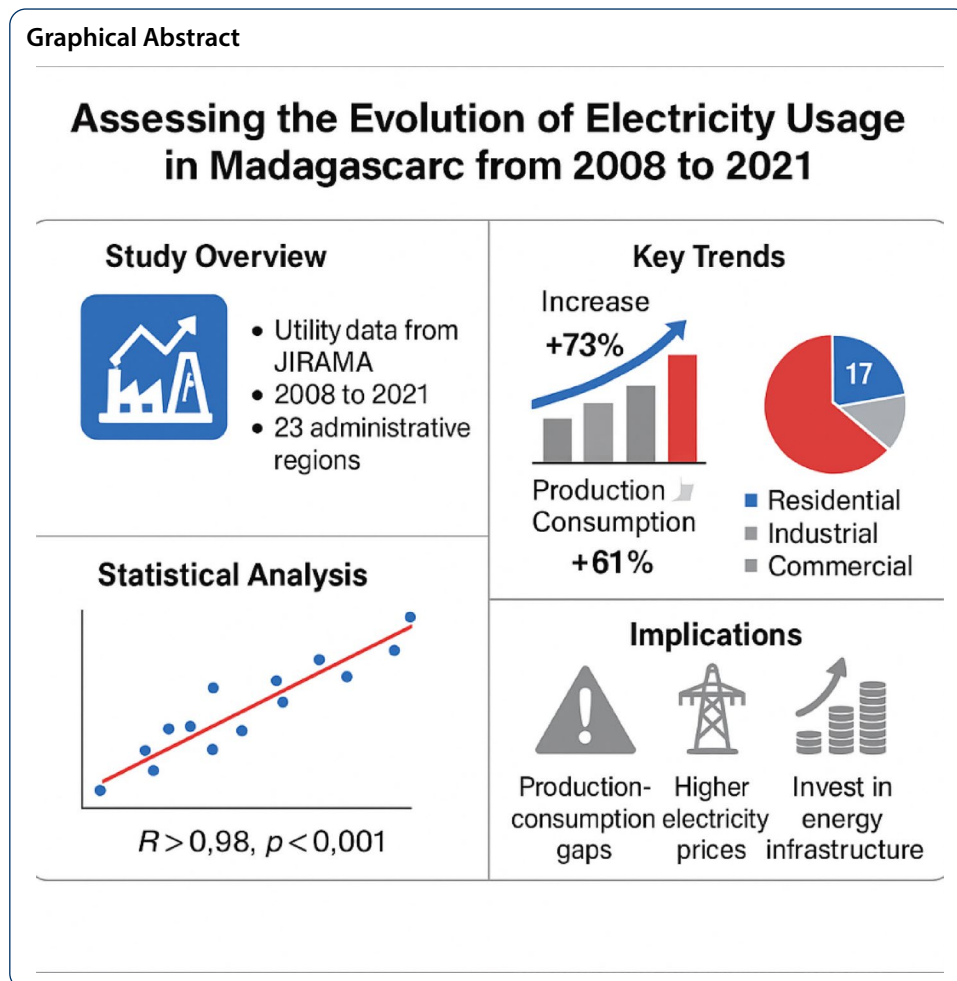 Graphical Abstract
Assessing the Evolution of Electricity Usage
in Madagascarc from 2008 to 2021
Study Overview
• Utility data from
JIRAMA
• 2008 to 2021
• 23 administrative
regions
Key Trends
Increase
+73%
Production
Consumption
+61%
17
Residential
Industrial
Commercial
Statistical Analysis
R > 0,98, p < 0,001
Implications
Production-
consumption
gaps
Higher
electricity
prices
Invest in
energy
infrastructure